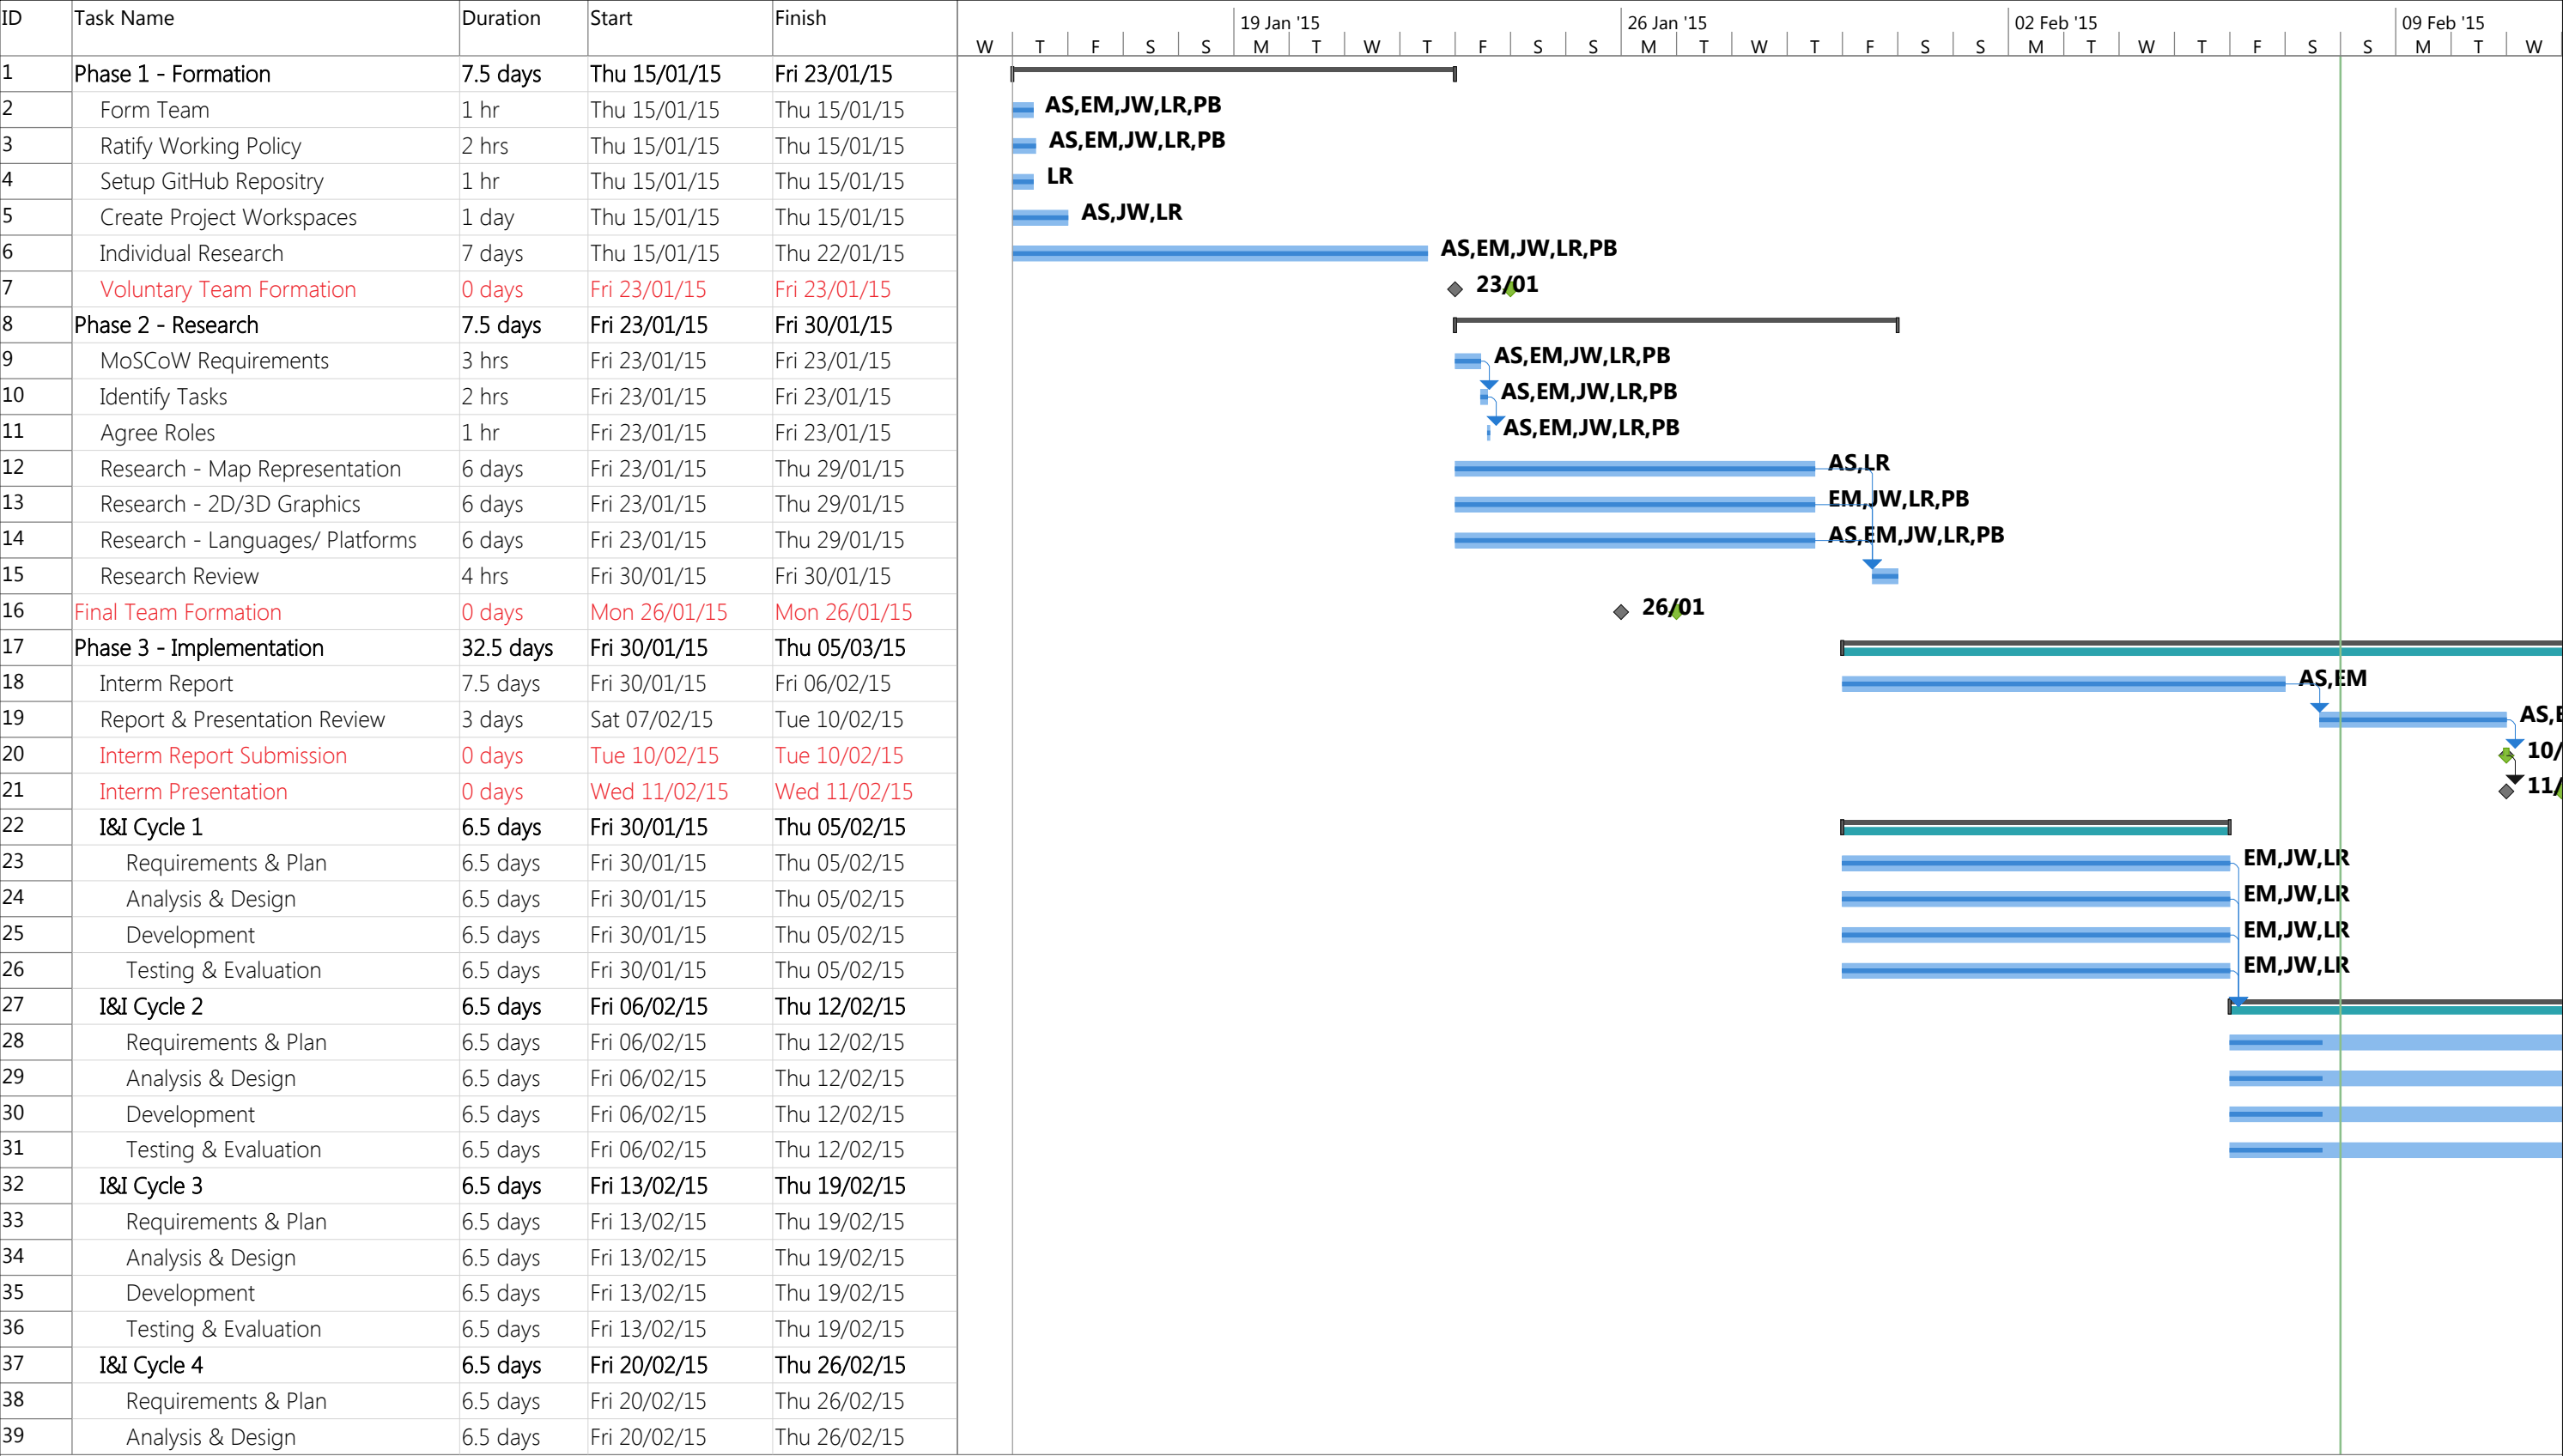 ID Task Name Duration Start Finish 19 Jan '15 26 Jan '15 02 Feb '15 09 Feb '15
W T F S S M T W T F S S M T W T F S S M T W T F S S M T W
1 Phase 1 - Formation 7.5 days Thu 15/01/15 Fri 23/01/15
2 Form Team 1 hr Thu 15/01/15 Thu 15/01/15 AS,EM,JW,LR,PB
3 Ratify Working Policy 2 hrs Thu 15/01/15 Thu 15/01/15 AS,EM,JW,LR,PB
4 Setup GitHub Repositry 1 hr Thu 15/01/15 Thu 15/01/15 LR
5 Create Project Workspaces 1 day Thu 15/01/15 Thu 15/01/15 AS,JW,LR
6 Individual Research 7 days Thu 15/01/15 Thu 22/01/15 AS,EM,JW,LR,PB
7 Voluntary Team Formation 0 days Fri 23/01/15 Fri 23/01/15 23/01
8 Phase 2 - Research 7.5 days Fri 23/01/15 Fri 30/01/15
9 MoSCoW Requirements 3 hrs Fri 23/01/15 Fri 23/01/15 AS,EM,JW,LR,PB
10 Identify Tasks 2 hrs Fri 23/01/15 Fri 23/01/15 AS,EM,JW,LR,PB
11 Agree Roles 1 hr Fri 23/01/15 Fri 23/01/15 AS,EM,JW,LR,PB
12 Research - Map Representation 6 days Fri 23/01/15 Thu 29/01/15 AS,LR
13 Research - 2D/3D Graphics 6 days Fri 23/01/15 Thu 29/01/15 EM,JW,LR,PB
14 Research - Languages/ Platforms 6 days Fri 23/01/15 Thu 29/01/15 AS,EM,JW,LR,PB
15 Research Review 4 hrs Fri 30/01/15 Fri 30/01/15
16 Final Team Formation 0 days Mon 26/01/15 Mon 26/01/15 26/01
17 Phase 3 - Implementation 32.5 days Fri 30/01/15 Thu 05/03/15
18 Interm Report 7.5 days Fri 30/01/15 Fri 06/02/15 AS,EM
19 Report & Presentation Review 3 days Sat 07/02/15 Tue 10/02/15 AS,E
20 Interm Report Submission 0 days Tue 10/02/15 Tue 10/02/15 10/
21 Interm Presentation 0 days Wed 11/02/15 Wed 11/02/15 11/
22 I&I Cycle 1 6.5 days Fri 30/01/15 Thu 05/02/15
23 Requirements & Plan 6.5 days Fri 30/01/15 Thu 05/02/15 EM,JW,LR
24 Analysis & Design 6.5 days Fri 30/01/15 Thu 05/02/15 EM,JW,LR
25 Development 6.5 days Fri 30/01/15 Thu 05/02/15 EM,JW,LR
26 Testing & Evaluation 6.5 days Fri 30/01/15 Thu 05/02/15 EM,JW,LR
27 I&I Cycle 2 6.5 days Fri 06/02/15 Thu 12/02/15
28 Requirements & Plan 6.5 days Fri 06/02/15 Thu 12/02/15
29 Analysis & Design 6.5 days Fri 06/02/15 Thu 12/02/15
30 Development 6.5 days Fri 06/02/15 Thu 12/02/15
31 Testing & Evaluation 6.5 days Fri 06/02/15 Thu 12/02/15
32 I&I Cycle 3 6.5 days Fri 13/02/15 Thu 19/02/15
33 Requirements & Plan 6.5 days Fri 13/02/15 Thu 19/02/15
34 Analysis & Design 6.5 days Fri 13/02/15 Thu 19/02/15
35 Development 6.5 days Fri 13/02/15 Thu 19/02/15
36 Testing & Evaluation 6.5 days Fri 13/02/15 Thu 19/02/15
37 I&I Cycle 4 6.5 days Fri 20/02/15 Thu 26/02/15
38 Requirements & Plan 6.5 days Fri 20/02/15 Thu 26/02/15
39 Analysis & Design 6.5 days Fri 20/02/15 Thu 26/02/15